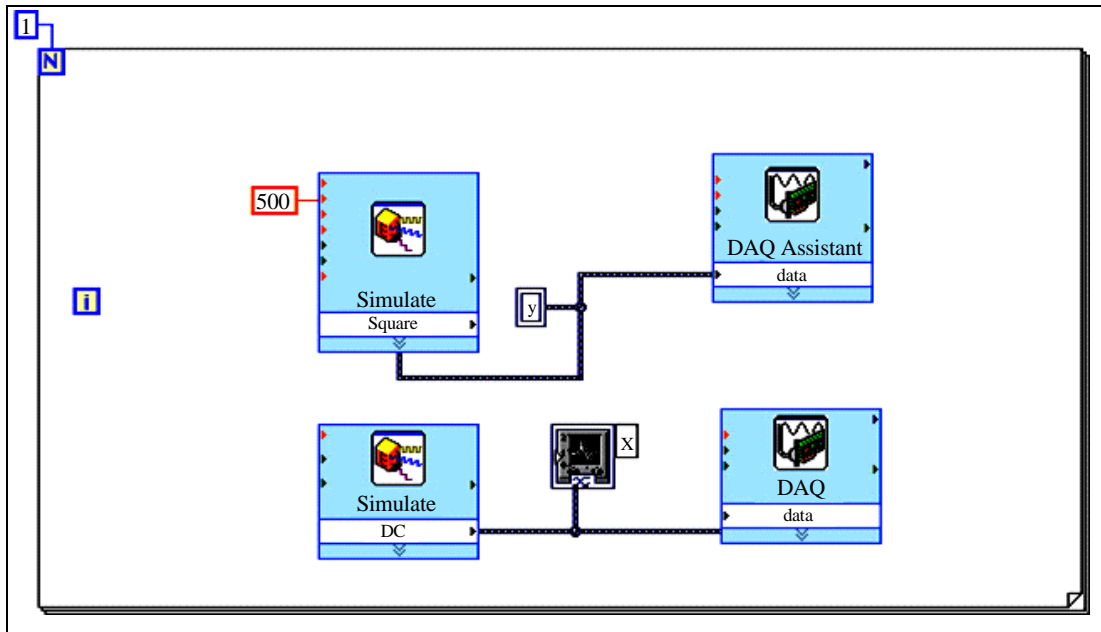 1
N
500
Simulate
Square
i
y
DAQ Assistant
data
Simulate
DC
X
DAQ
data